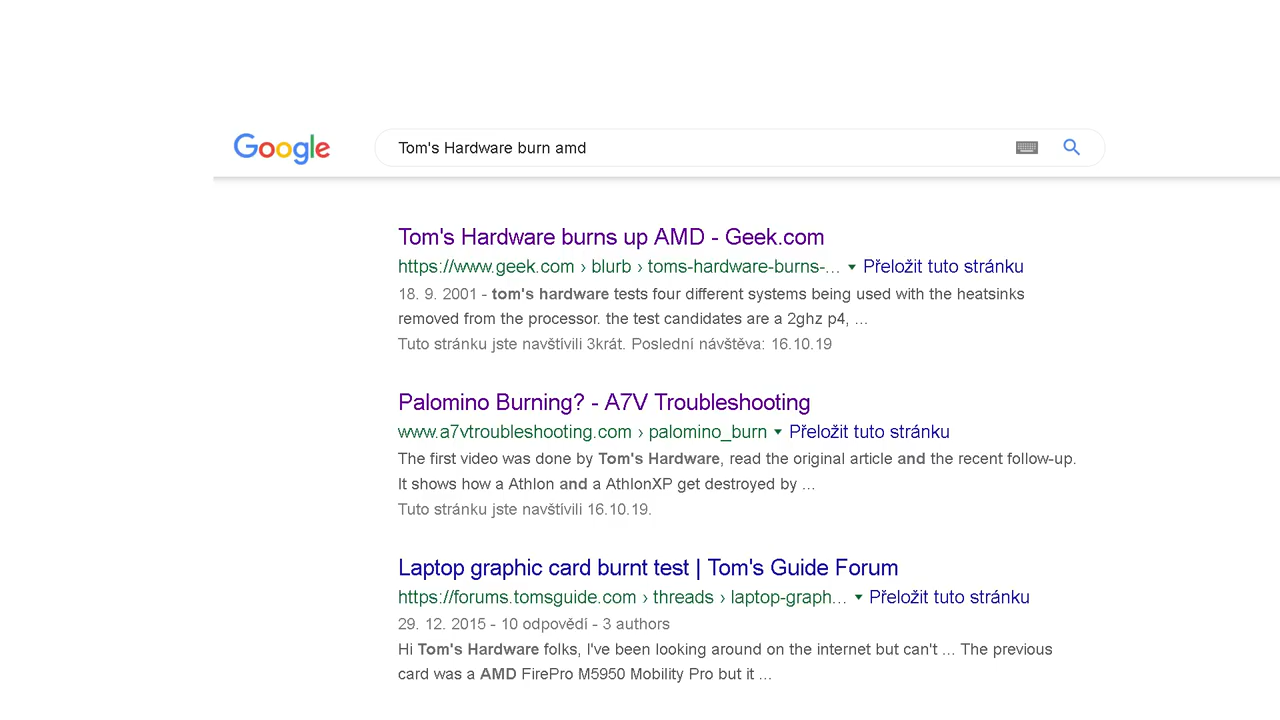 Google
Tom's Hardware burn amd
Tom's Hardware burns up AMD - Geek.com
https://www.geek.com › blurb › toms-hardware-burns-... Přeložit tuto stránku
18. 9. 2001 - tom's hardware tests four different systems being used with the heatsinks
removed from the processor. the test candidates are a 2ghz p4, ...
Tuto stránku jste navštívili 3krát. Poslední návštěva: 16.10.19
Palomino Burning? - A7V Troubleshooting
www.a7vtroubleshooting.com › palomino_burn Přeložit tuto stránku
The first video was done by Tom's Hardware, read the original article and the recent follow-up.
It shows how a Athlon and a AthlonXP get destroyed by ...
Tuto stránku jste navštívili 16.10.19.
Laptop graphic card burnt test | Tom's Guide Forum
https://forums.tomsguide.com › threads › laptop-graph... Přeložit tuto stránku
29. 12. 2015 - 10 odpovědí - 3 authors
Hi Tom's Hardware folks, I've been looking around on the internet but can't ... The previous
card was a AMD FirePro M5950 Mobility Pro but it ...